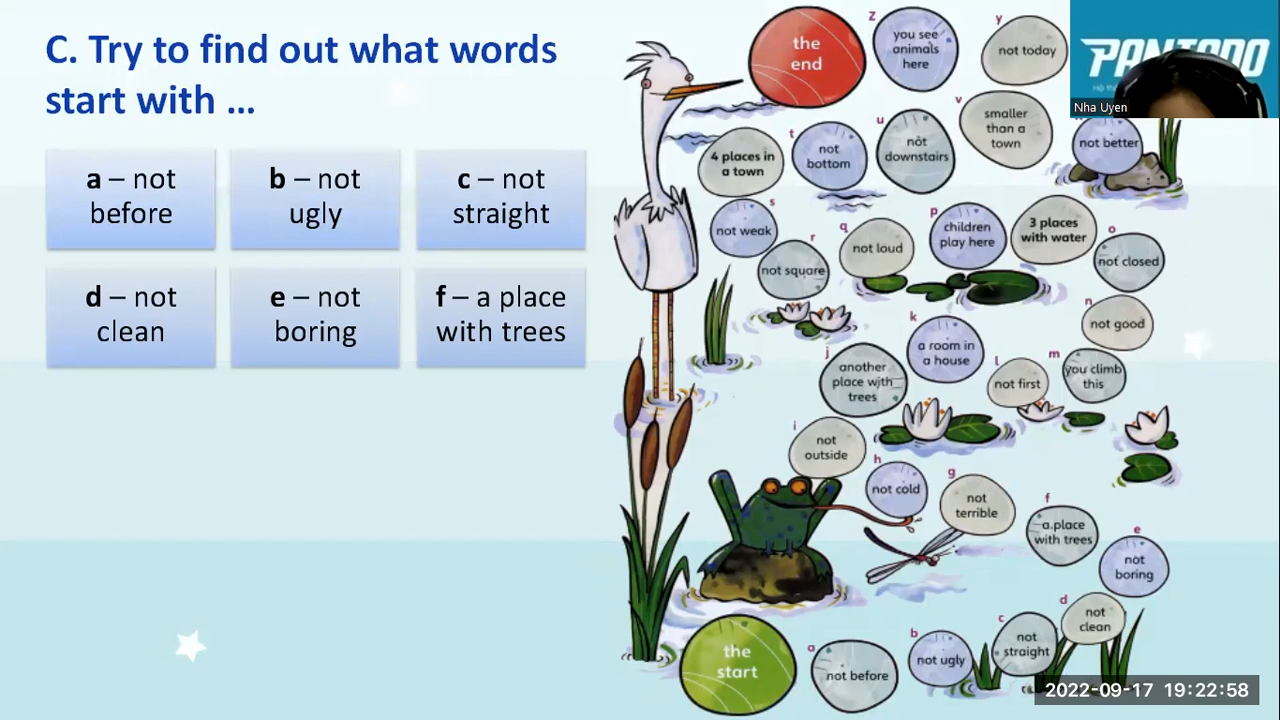 C. Try to find out what words
start with ...
a – not
before
b – not
ugly
c – not
straight
d – not
clean
e – not
boring
f – a place
with trees
the
end
z
you see
animals
here
y
not today
Nha Uyen
v
smaller
than a
town
not better
u
not
downstairs
t
not
bottom
4 places in
a town
s
not weak
r
not square
q
not loud
p
children
play here
3 places
with water
o
not closed
n
not good
m
you climb
this
l
not first
k
a room in
a house
j
another
place with
trees
i
not
outside
h
not cold
g
not
terrible
f
a place
with trees
e
not
boring
d
not
clean
c
not
straight
b
not ugly
a
not before
the
start
2022-09-17 19:22:58